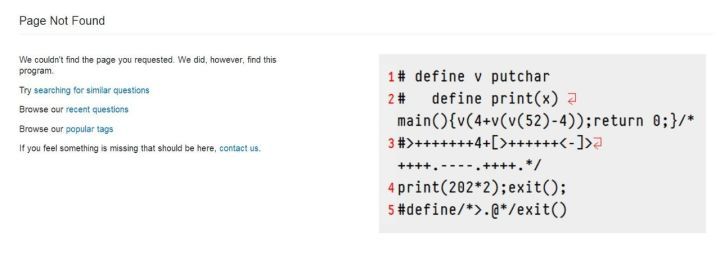 Page Not Found
We couldn't find the page you requested. We did, however, find this
program.
Try searching for similar questions
Browse our recent questions
Browse our popular tags
If you feel something is missing that should be here, contact us.
1# define v putchar
2#   define print(x) ⮐
main(){v(4+v(v(52)-4));return 0;}/*
3#>+++++++4+[>++++++<-]>⮐
++++.----.++++.*/
4print(202*2);exit();
5#define/*>.@*/exit()